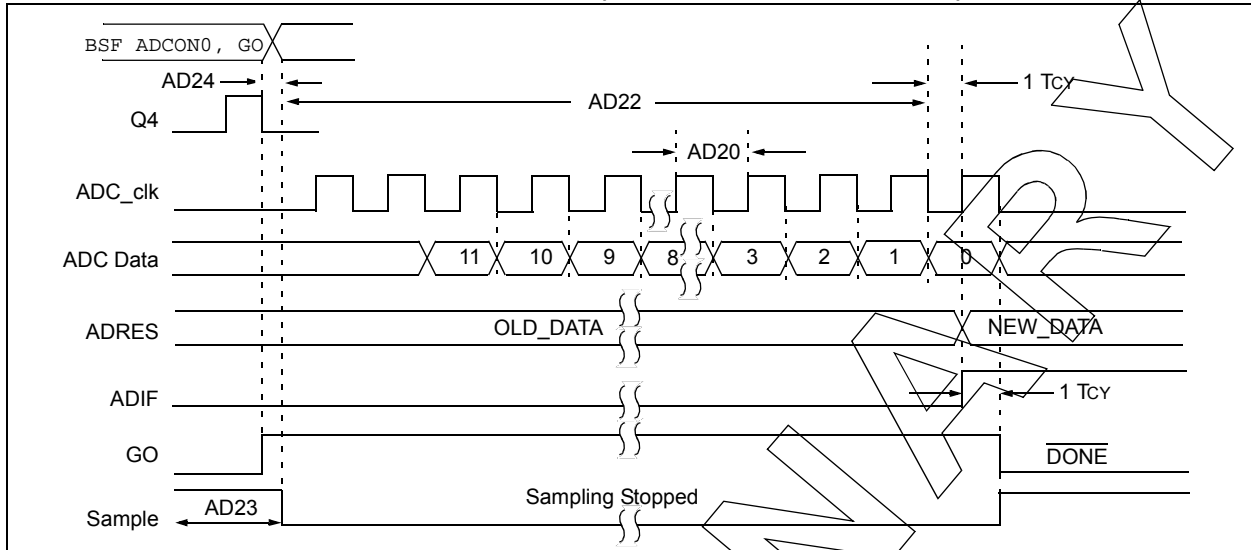 BSF ADCON0, GO
AD24
1 TCY
AD22
Q4
AD20
ADC_clk
ADC Data
11 10 9 8 3 2 1 0
ADRES
OLD_DATA
NEW_DATA
ADIF
1 TCY
GO
DONE
AD23
Sampling Stopped
Sample